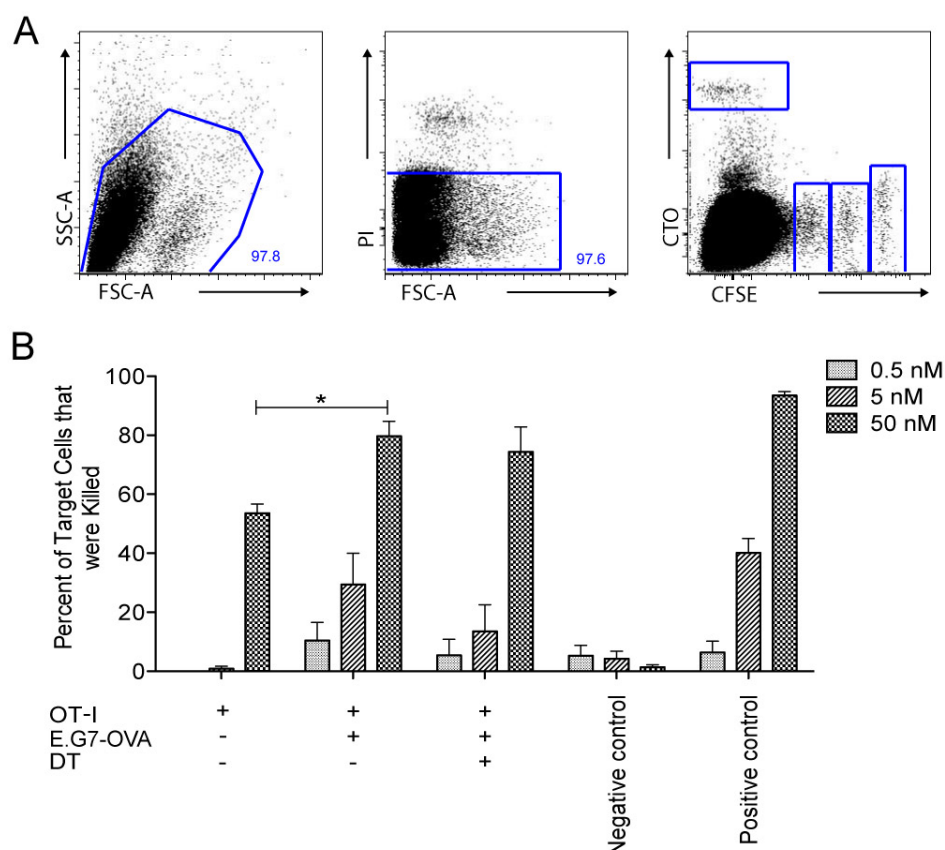 A
SSC-A
FSC-A
97.8
PI
FSC-A
97.6
CTO
CFSE
B
Percent of Target Cells that
were Killed
100
80
60
40
20
0
*
0.5 nM
5 nM
50 nM
OT-I + + +
E.G7-OVA - + +
DT - - +
Negative control
Positive control